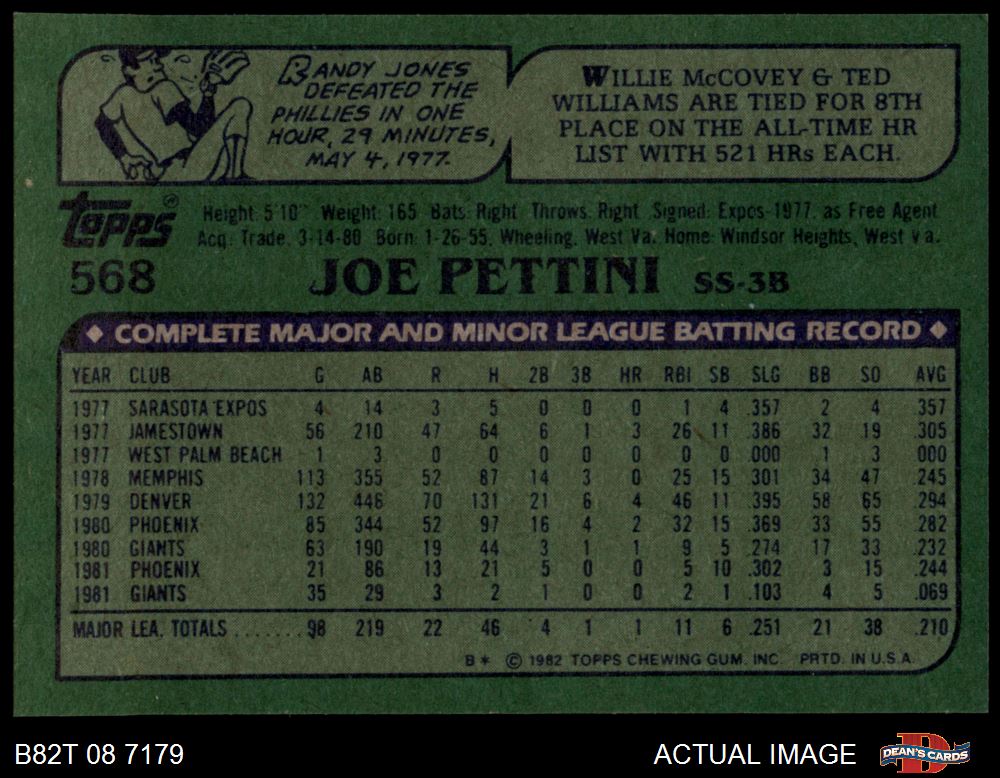 RANDY JONES
DEFEATED THE
PHILLIES IN ONE
HOUR, 29 MINUTES,
MAY 4, 1977.
WILLIE McCOVEY & TED
WILLIAMS ARE TIED FOR 8TH
PLACE ON THE ALL-TIME HR
LIST WITH 521 HRs EACH.
Topps®
Height: 5'10" Weight: 165 Bats: Right Throws: Right Signed: Expos-1977, as Free Agent
Acq: Trade, 3-14-80 Born: 1-26-55, Wheeling, West Va. Home: Windsor Heights, West Va.
568 JOE PETTINI SS-3B
◆ COMPLETE MAJOR AND MINOR LEAGUE BATTING RECORD ◆
YEAR CLUB G AB R H 2B 3B HR RBI SB SLG BB SO AVG
1977 SARASOTA EXPOS 4 14 3 5 0 0 0 1 4 .357 2 4 .357
1977 JAMESTOWN 56 210 47 64 6 1 3 26 11 .386 32 19 .305
1977 WEST PALM BEACH 1 3 0 0 0 0 0 0 0 .000 1 3 .000
1978 MEMPHIS 113 355 52 87 14 3 0 25 15 .301 34 47 .245
1979 DENVER 132 446 70 131 21 6 4 46 11 .395 58 65 .294
1980 PHOENIX 85 344 52 97 16 4 2 32 15 .369 33 55 .282
1980 GIANTS 63 190 19 44 3 1 1 9 5 .274 17 33 .232
1981 PHOENIX 21 86 13 21 5 0 0 5 10 .302 3 15 .244
1981 GIANTS 35 29 3 2 1 0 0 2 1 .103 4 5 .069
MAJOR LEA. TOTALS ....... 98 219 22 46 4 1 1 11 6 .251 21 38 .210
B* © 1982 TOPPS CHEWING GUM, INC. PRTD. IN U.S.A.
B82T 08 7179 ACTUAL IMAGE DEAN'S CARDS